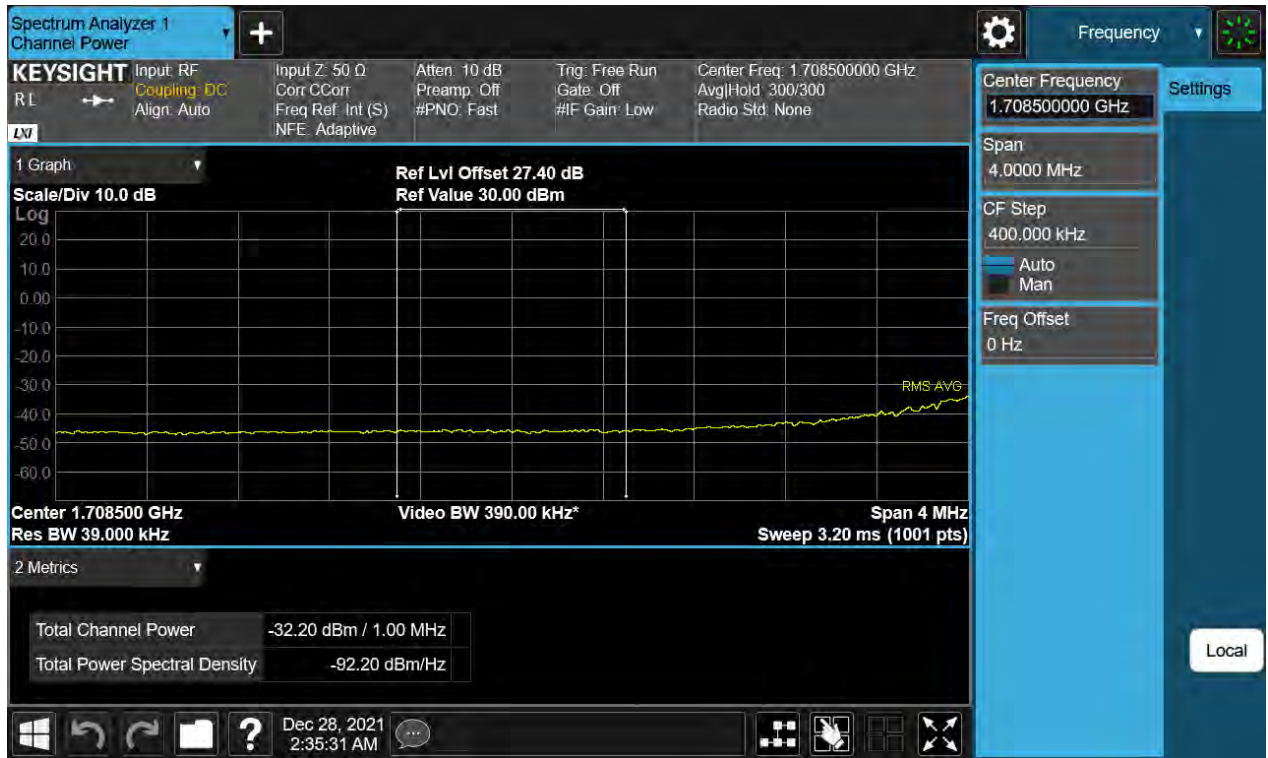 Spectrum Analyzer 1
Channel Power
Frequency
KEYSIGHT
RL
LXI
Input: RF
Coupling: DC
Align: Auto
Input Z: 50 Ω
Corr CCorr
Freq Ref: Int (S)
NFE: Adaptive
Atten: 10 dB
Preamp: Off
#PNO: Fast
Trig: Free Run
Gate: Off
#IF Gain: Low
Center Freq: 1.708500000 GHz
Avg|Hold: 300/300
Radio Std: None
1 Graph
Scale/Div 10.0 dB
Ref Lvl Offset 27.40 dB
Ref Value 30.00 dBm
Log
20.0
10.0
0.00
-10.0
-20.0
-30.0
-40.0
-50.0
-60.0
RMS AVG
Center 1.708500 GHz
Res BW 39.000 kHz
Video BW 390.00 kHz*
Span 4 MHz
Sweep 3.20 ms (1001 pts)
2 Metrics
Total Channel Power -32.20 dBm / 1.00 MHz
Total Power Spectral Density -92.20 dBm/Hz
?
Dec 28, 2021
2:35:31 AM
Center Frequency
1.708500000 GHz
Span
4.0000 MHz
CF Step
400.000 kHz
Auto
Man
Freq Offset
0 Hz
Settings
Local